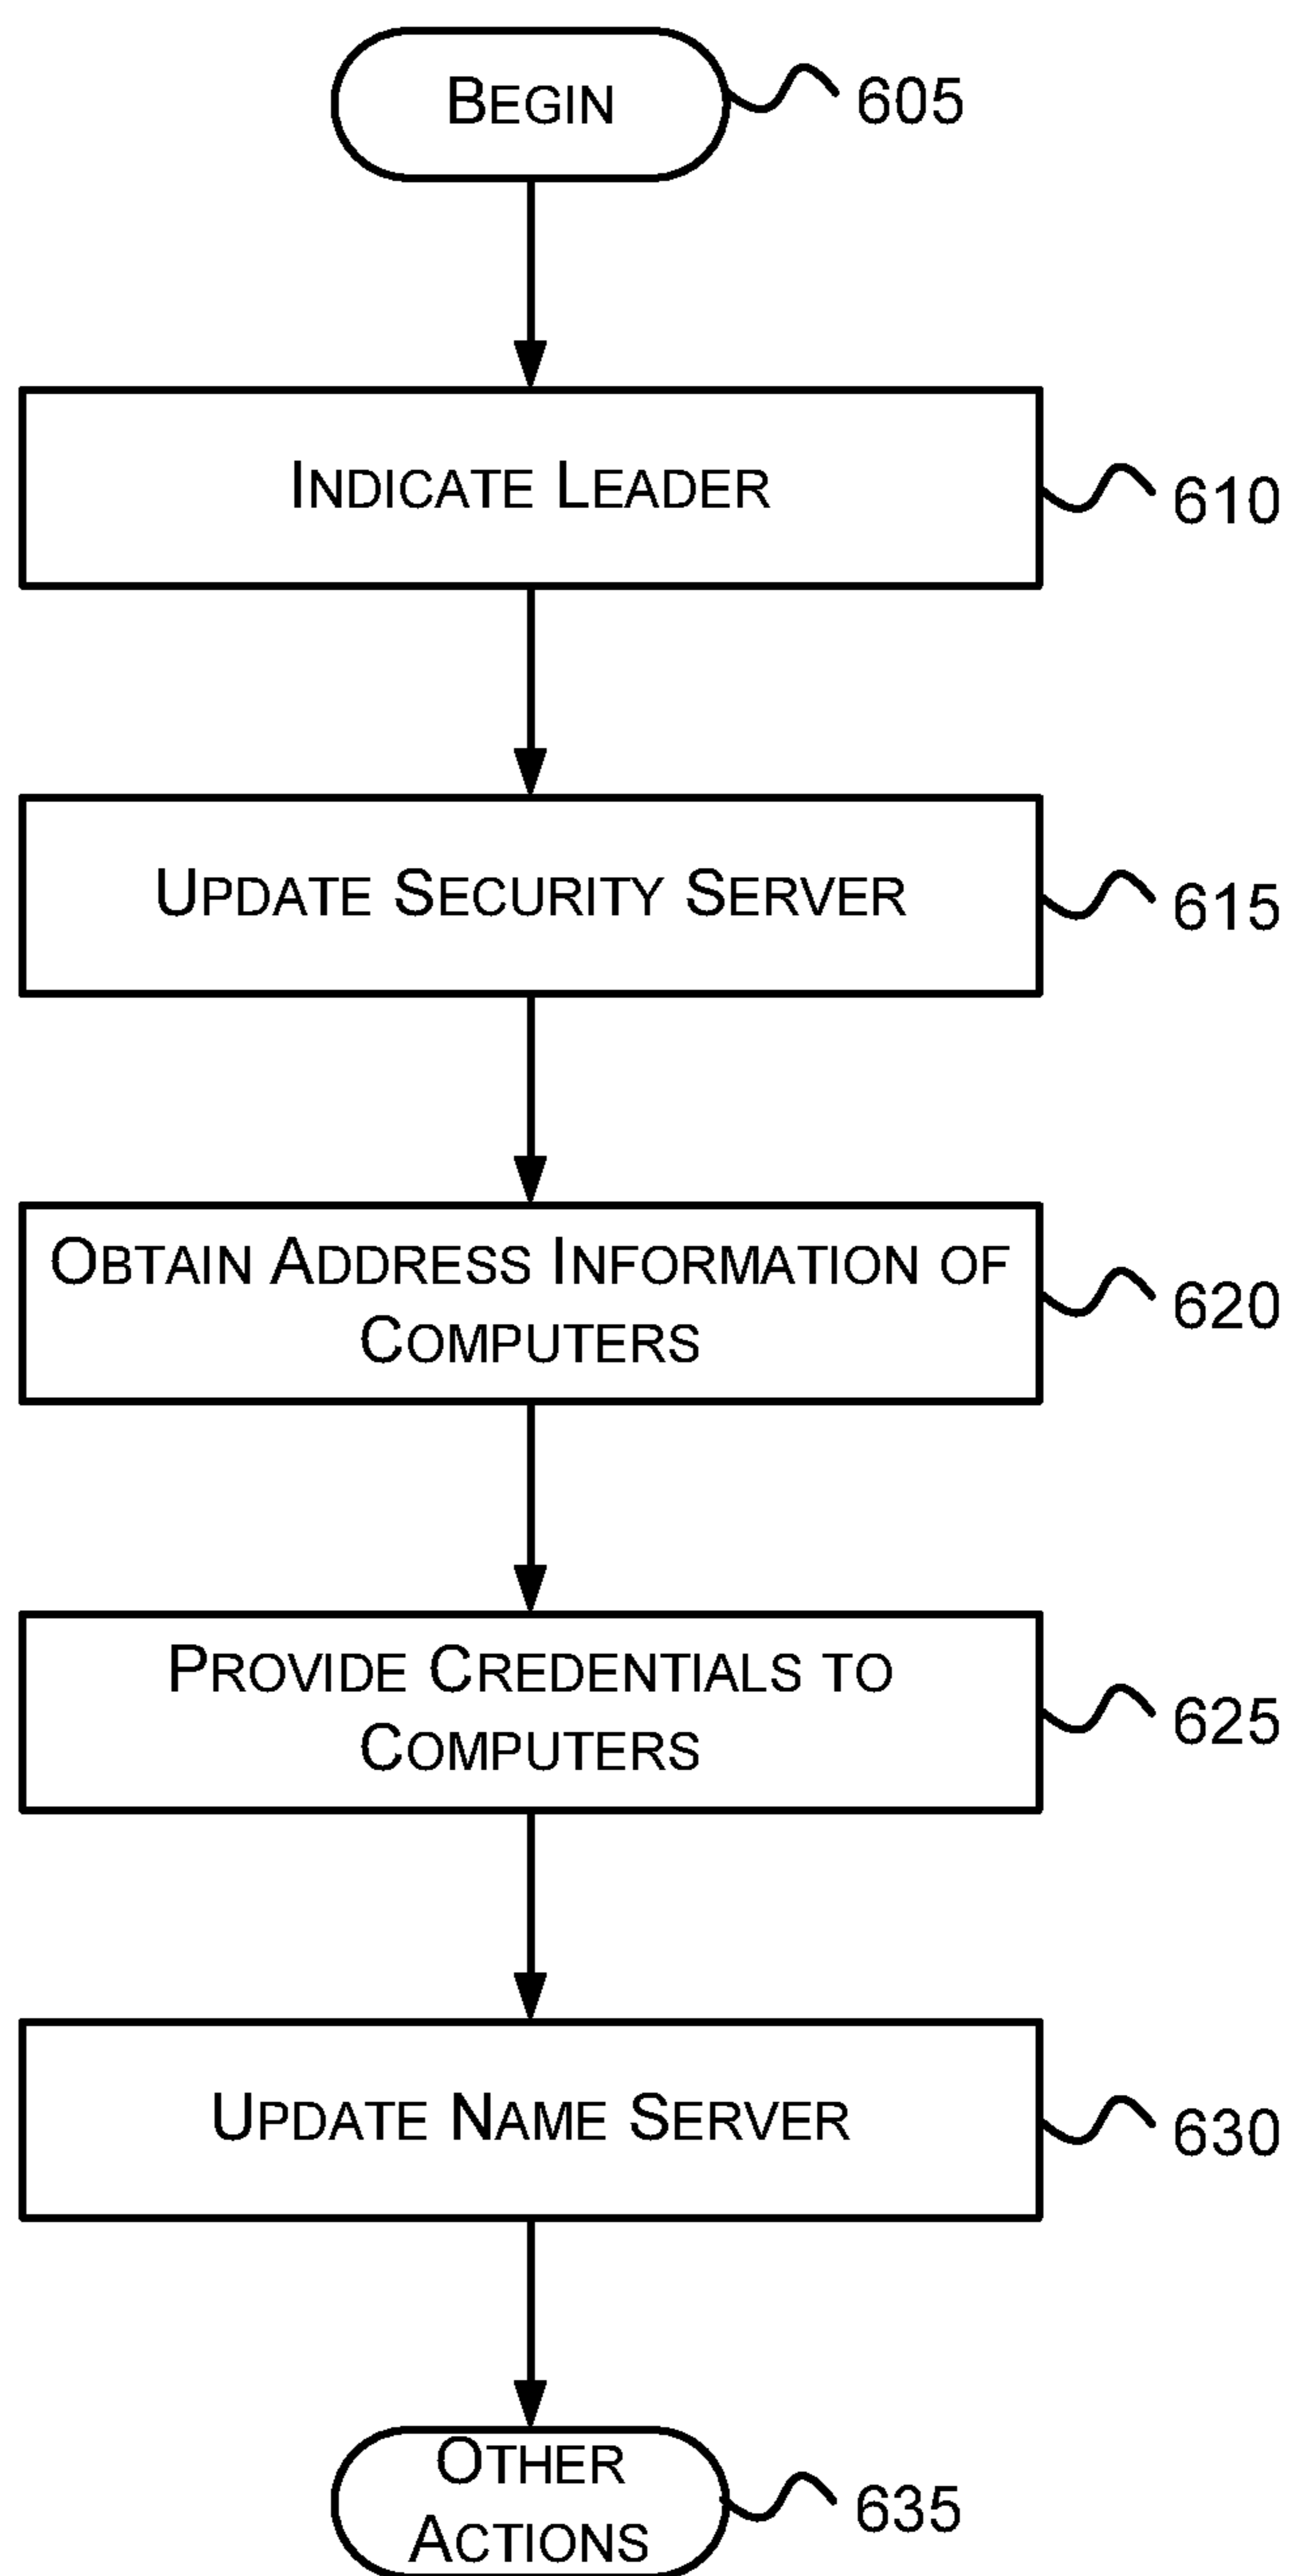 BEGIN
605
INDICATE LEADER
610
UPDATE SECURITY SERVER
615
OBTAIN ADDRESS INFORMATION OF
COMPUTERS
620
PROVIDE CREDENTIALS TO
COMPUTERS
625
UPDATE NAME SERVER
630
OTHER
ACTIONS
635